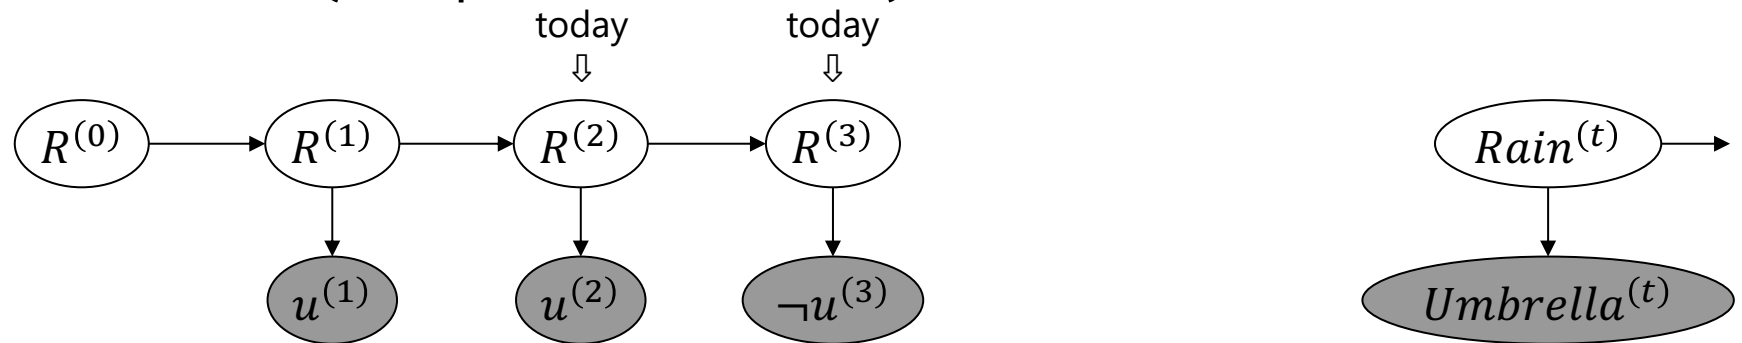 today today
⇩ ⇩
R⁽⁰⁾ R⁽¹⁾ R⁽²⁾ R⁽³⁾ Rain⁽ᵗ⁾
u⁽¹⁾ u⁽²⁾ ¬u⁽³⁾ Umbrella⁽ᵗ⁾